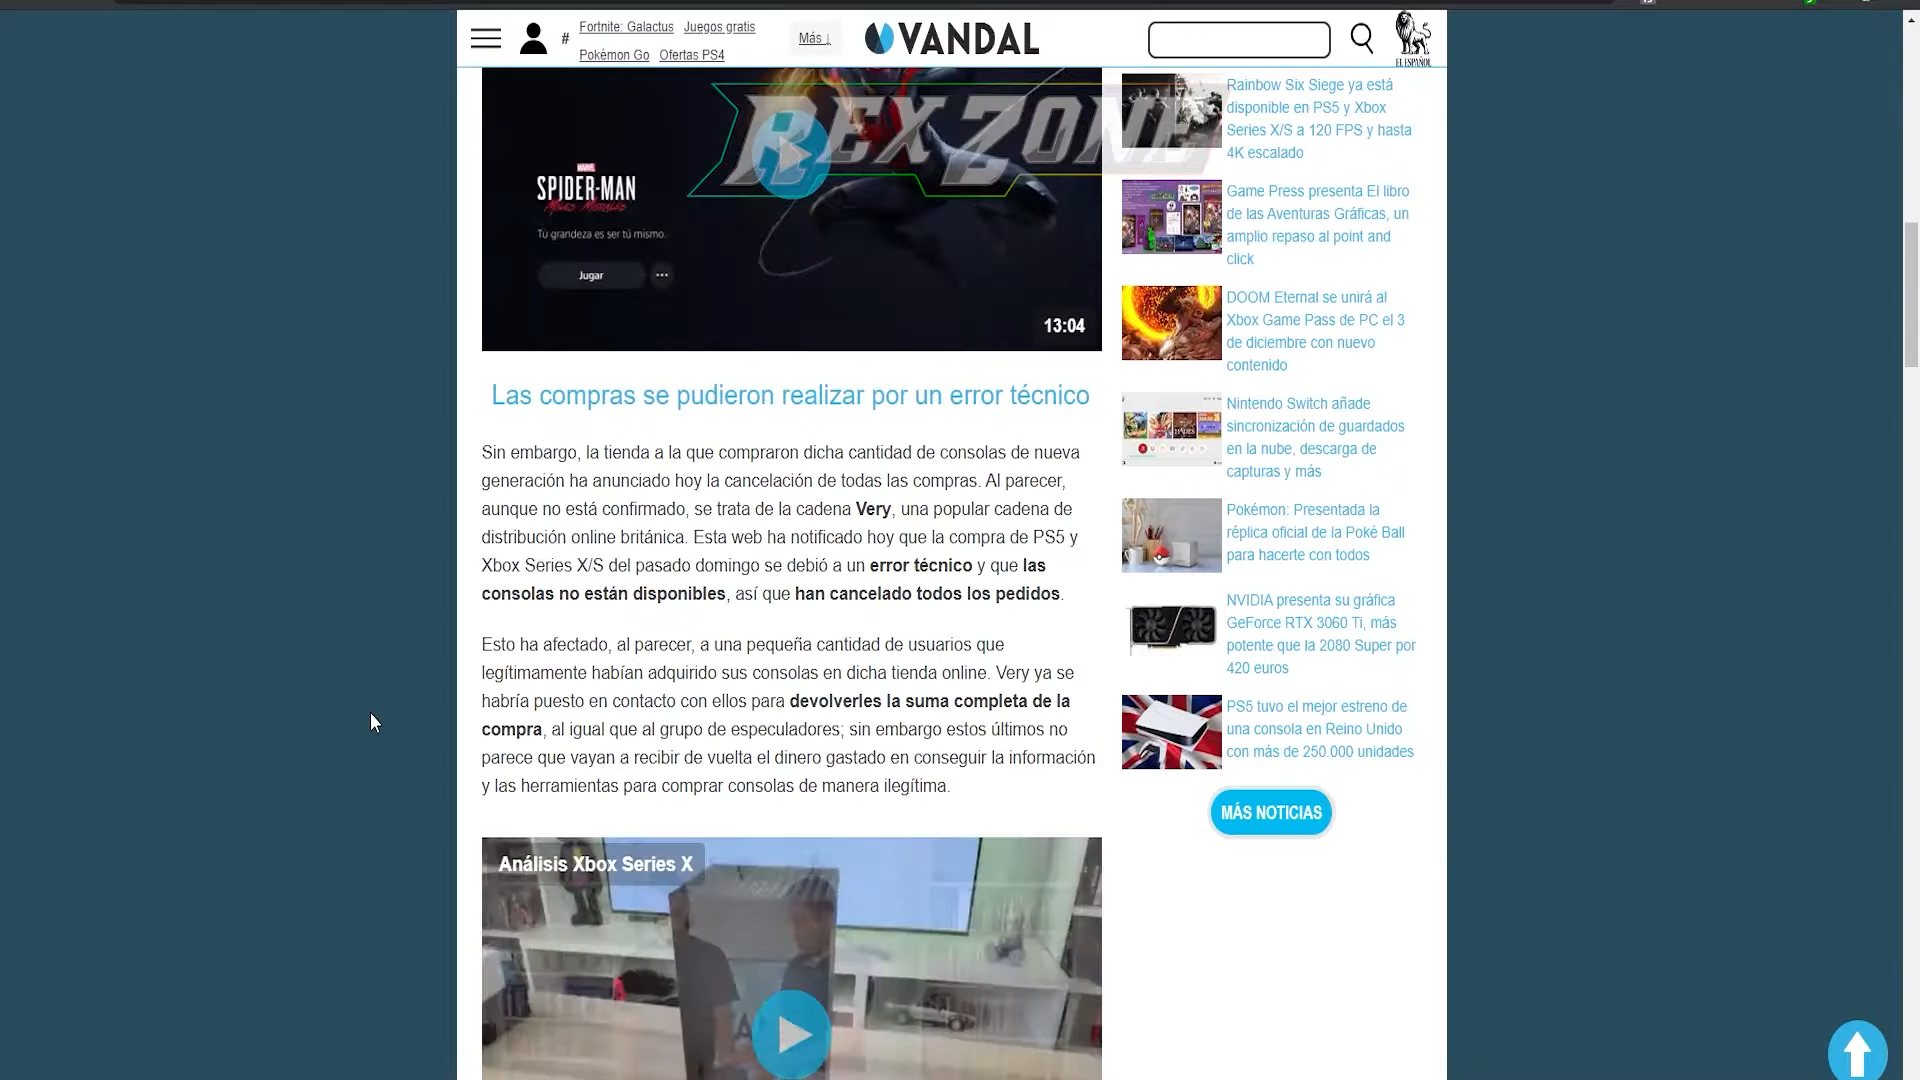 #
Fortnite: Galactus Juegos gratis
Pokémon Go Ofertas PS4
Más ↓
VANDAL
EL ESPAÑOL
REX ZONE
MARVEL
SPIDER-MAN
MILES MORALES
Tu grandeza es ser tú mismo.
Jugar
...
13:04
Las compras se pudieron realizar por un error técnico
Sin embargo, la tienda a la que compraron dicha cantidad de consolas de nueva
generación ha anunciado hoy la cancelación de todas las compras. Al parecer,
aunque no está confirmado, se trata de la cadena Very, una popular cadena de
distribución online británica. Esta web ha notificado hoy que la compra de PS5 y
Xbox Series X/S del pasado domingo se debió a un error técnico y que las
consolas no están disponibles, así que han cancelado todos los pedidos.
Esto ha afectado, al parecer, a una pequeña cantidad de usuarios que
legítimamente habían adquirido sus consolas en dicha tienda online. Very ya se
habría puesto en contacto con ellos para devolverles la suma completa de la
compra, al igual que al grupo de especuladores; sin embargo estos últimos no
parece que vayan a recibir de vuelta el dinero gastado en conseguir la información
y las herramientas para comprar consolas de manera ilegítima.
Análisis Xbox Series X
Rainbow Six Siege ya está
disponible en PS5 y Xbox
Series X/S a 120 FPS y hasta
4K escalado
Game Press presenta El libro
de las Aventuras Gráficas, un
amplio repaso al point and
click
DOOM Eternal se unirá al
Xbox Game Pass de PC el 3
de diciembre con nuevo
contenido
Nintendo Switch añade
sincronización de guardados
en la nube, descarga de
capturas y más
Pokémon: Presentada la
réplica oficial de la Poké Ball
para hacerte con todos
NVIDIA presenta su gráfica
GeForce RTX 3060 Ti, más
potente que la 2080 Super por
420 euros
PS5 tuvo el mejor estreno de
una consola en Reino Unido
con más de 250.000 unidades
MÁS NOTICIAS